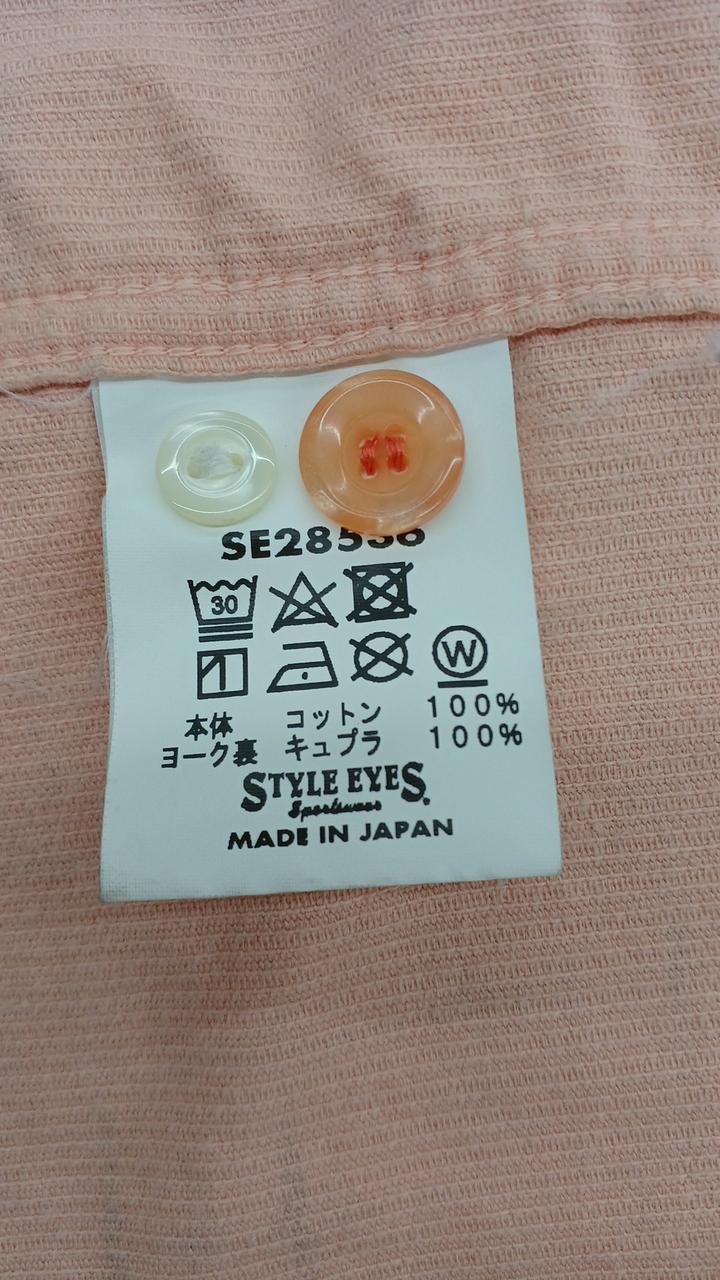 SE28536
30
W
本体 コットン 100%
ヨーク裏 キュプラ 100%
STYLE EYES
Sportswear
MADE IN JAPAN